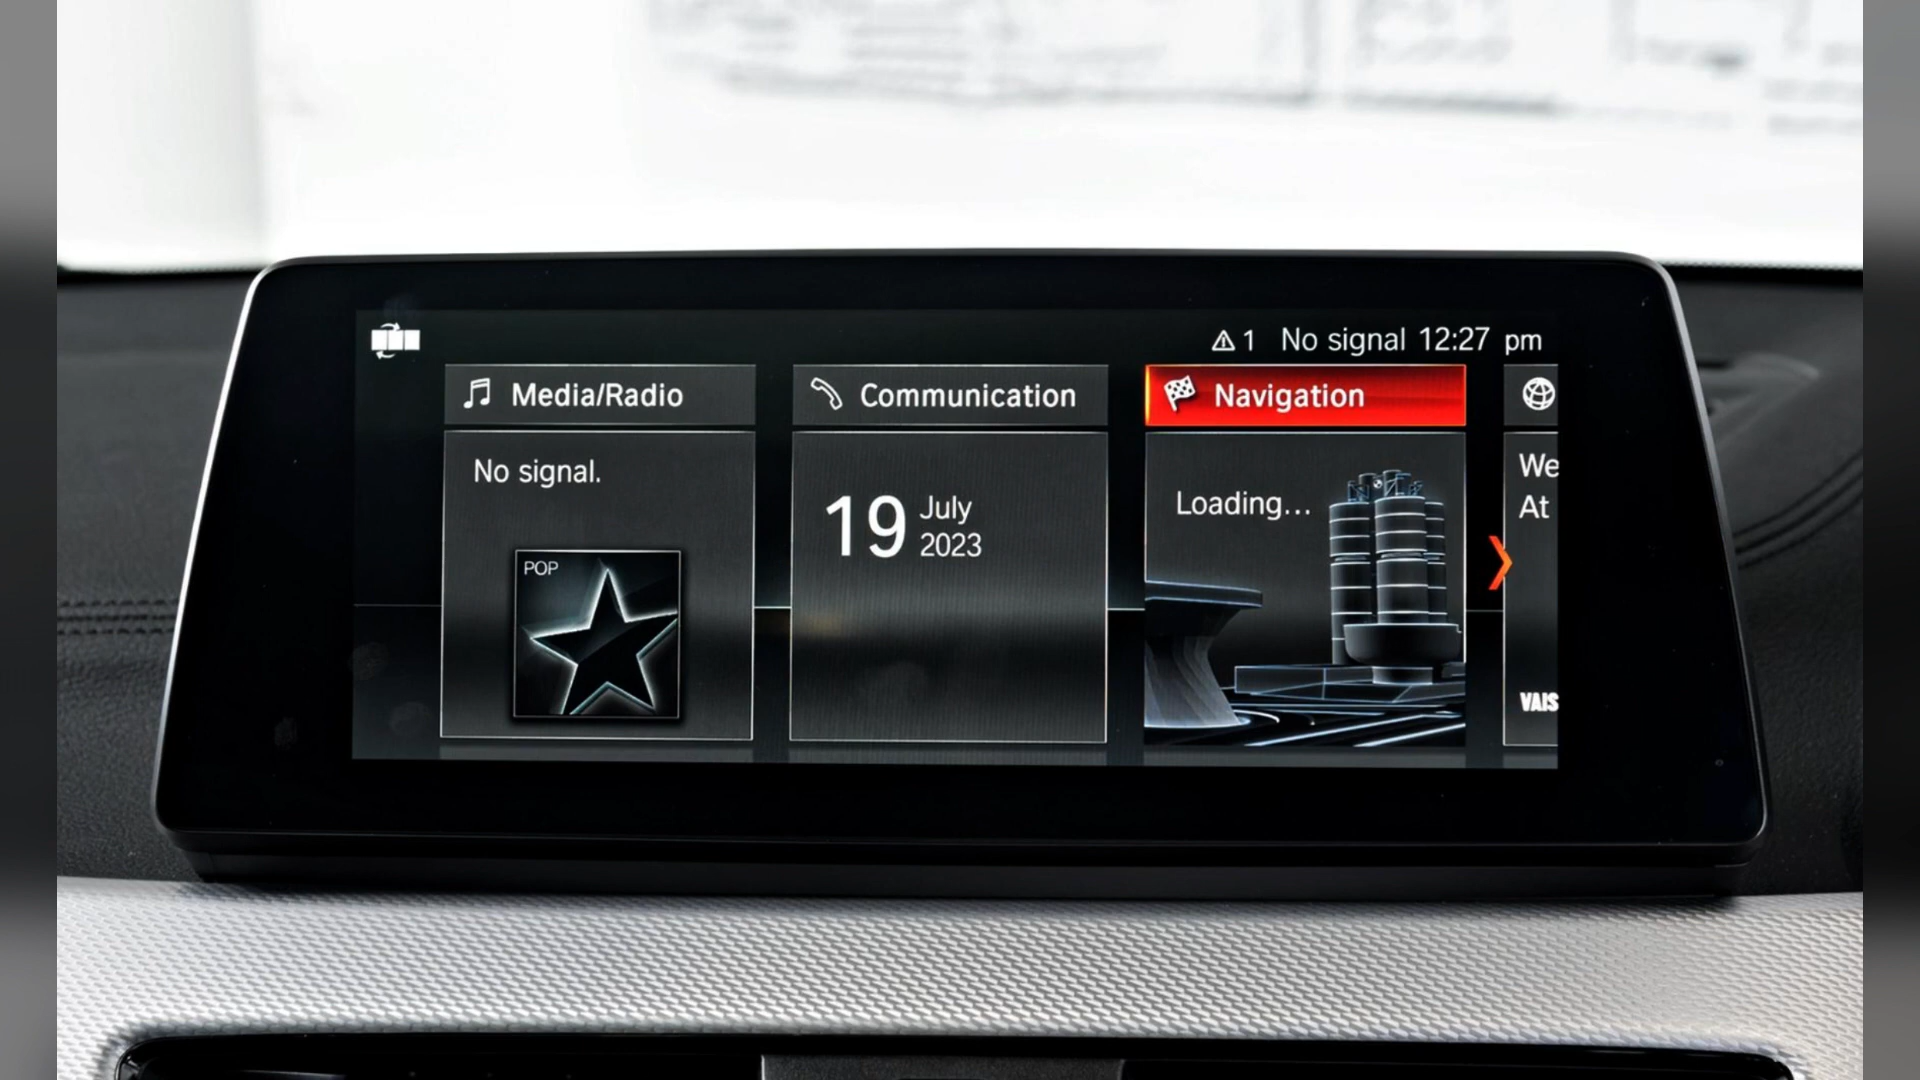 1 No signal 12:27 pm
Media/Radio
Communication
Navigation
No signal.
POP
19 July
2023
Loading...
We
At
VAIS